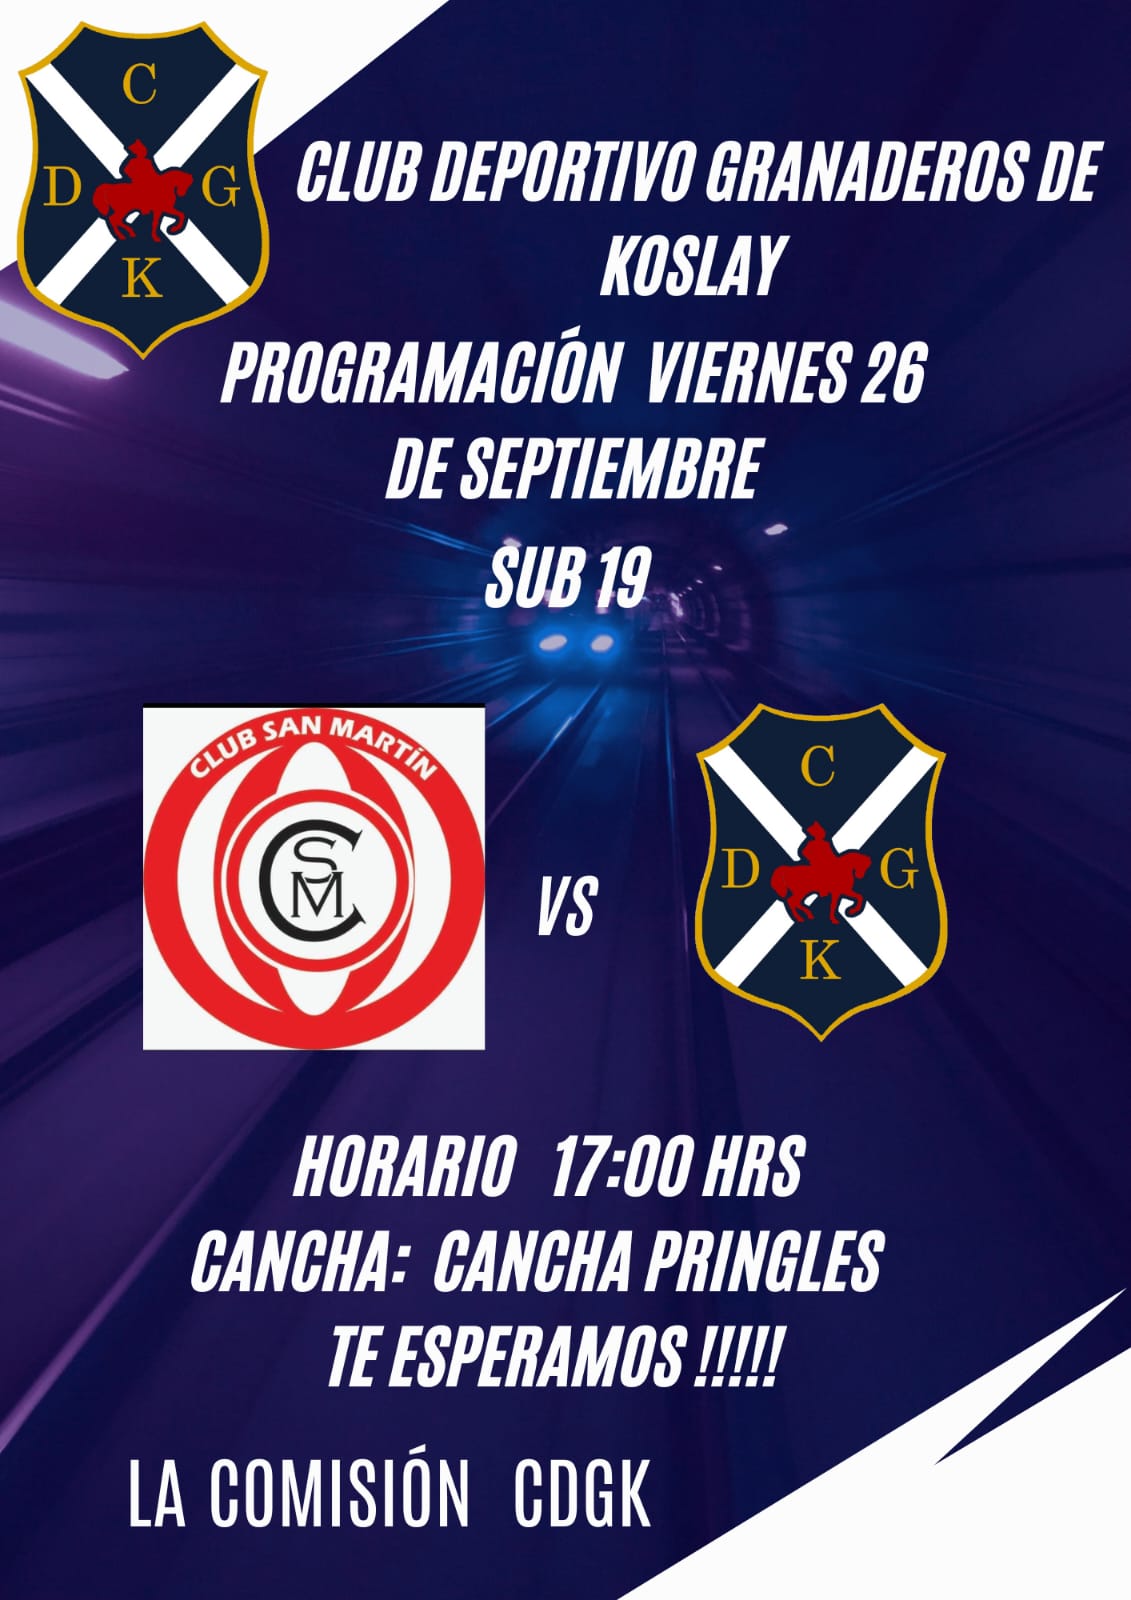 C
D G
K
CLUB DEPORTIVO GRANADEROS DE
KOSLAY
PROGRAMACIÓN VIERNES 26
DE SEPTIEMBRE
SUB 19
CLUB SAN MARTÍN
CSM
VS
C
D G
K
HORARIO 17:00 HRS
CANCHA: CANCHA PRINGLES
TE ESPERAMOS !!!!!
LA COMISIÓN CDGK